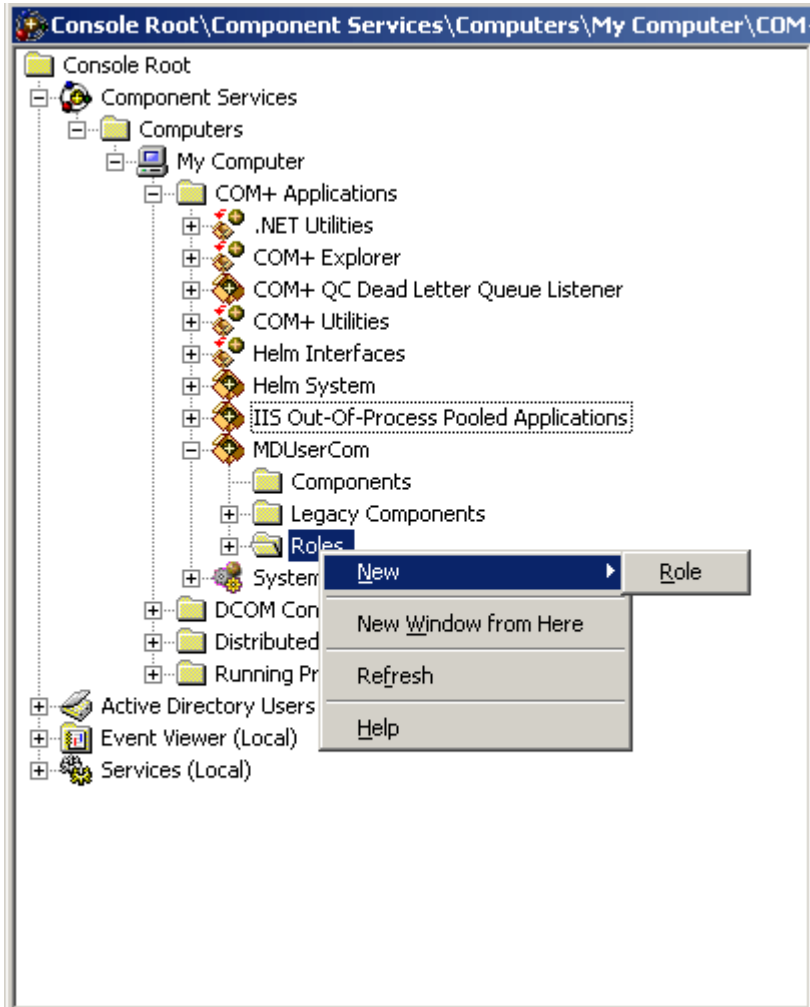 Console Root\Component Services\Computers\My Computer\COM
Console Root
Component Services
Computers
My Computer
COM+ Applications
.NET Utilities
COM+ Explorer
COM+ QC Dead Letter Queue Listener
COM+ Utilities
Helm Interfaces
Helm System
IIS Out-Of-Process Pooled Applications
MDUserCom
Components
Legacy Components
Roles
System
New
Role
DCOM Con
New Window from Here
Distributed
Running Pr
Refresh
Active Directory Users
Help
Event Viewer (Local)
Services (Local)